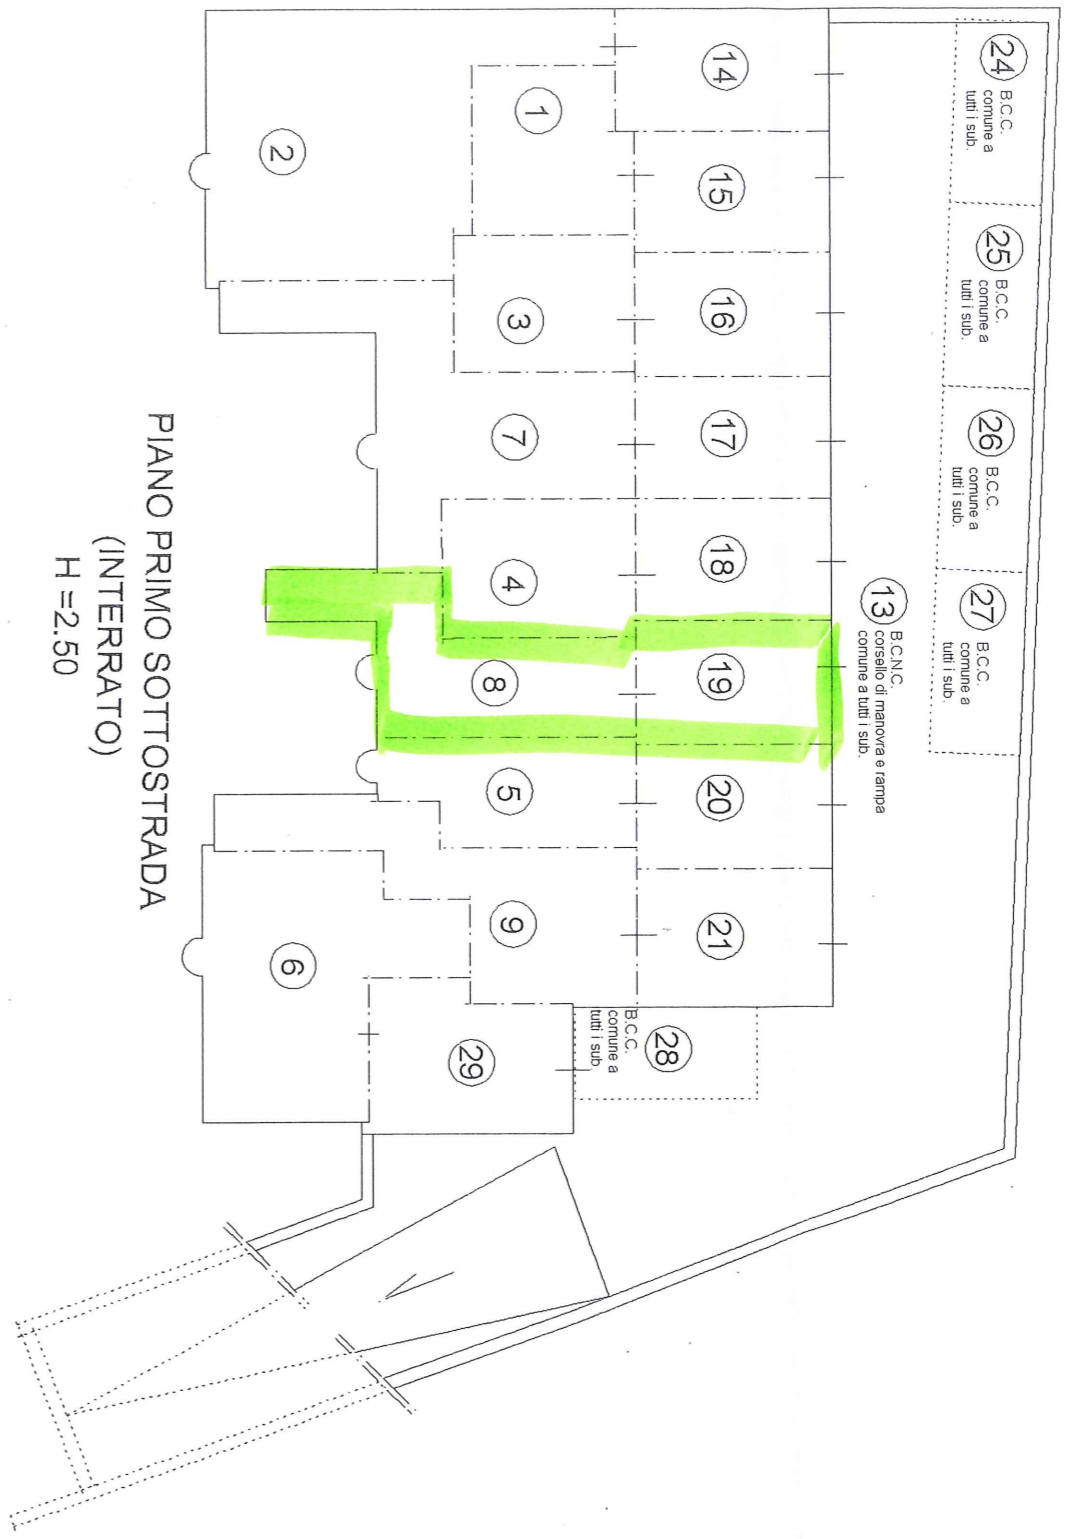 24
B.C.C.
comune a
tutti i sub.
25
B.C.C.
comune a
tutti i sub.
26
B.C.C.
comune a
tutti i sub.
27
B.C.C.
comune a
tutti i sub.
13
B.C.N.C.
corsello di manovra e rampa
comune a tutti i sub.
14
15
16
17
18
19
20
21
28
B.C.C.
comune a
tutti i sub
1
3
7
4
8
5
9
29
2
6
PIANO PRIMO SOTTOSTRADA
(INTERRATO)
H =2.50